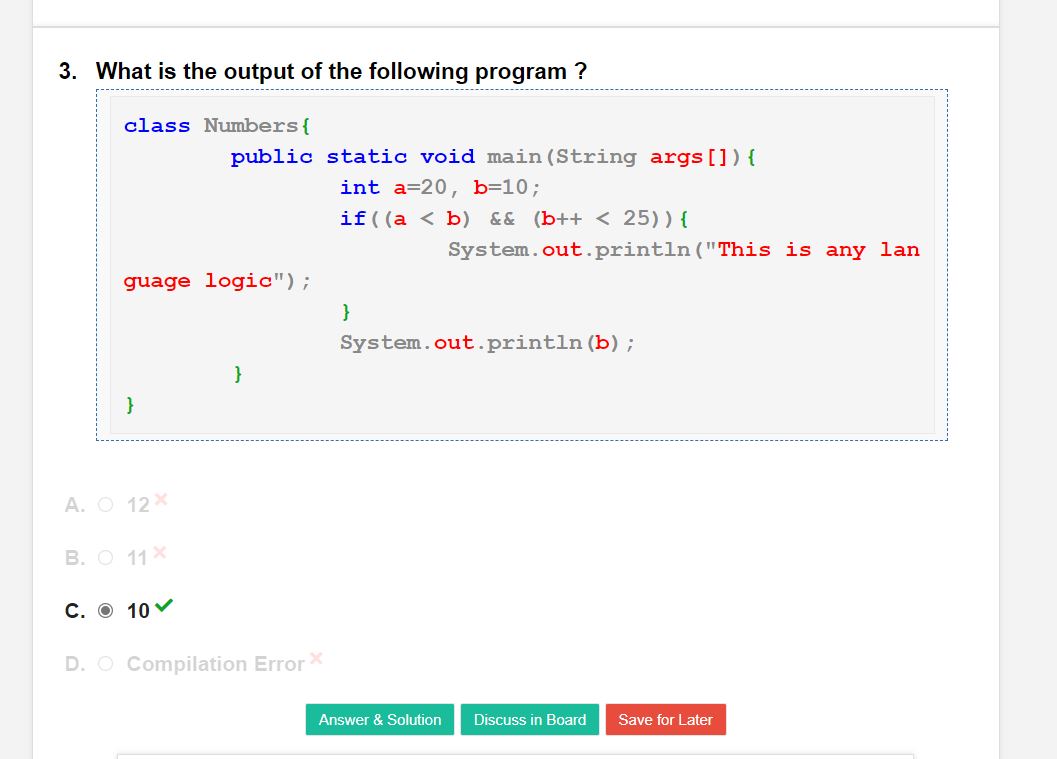 3. What is the output of the following program ?
class Numbers{
public static void main(String args[]){
int a=20, b=10;
if((a < b) && (b++ < 25)){
System.out.println("This is any lan
guage logic");
}
System.out.println(b);
}
}
A. 12
B. 11
C. 10
D. Compilation Error
Answer & Solution Discuss in Board Save for Later